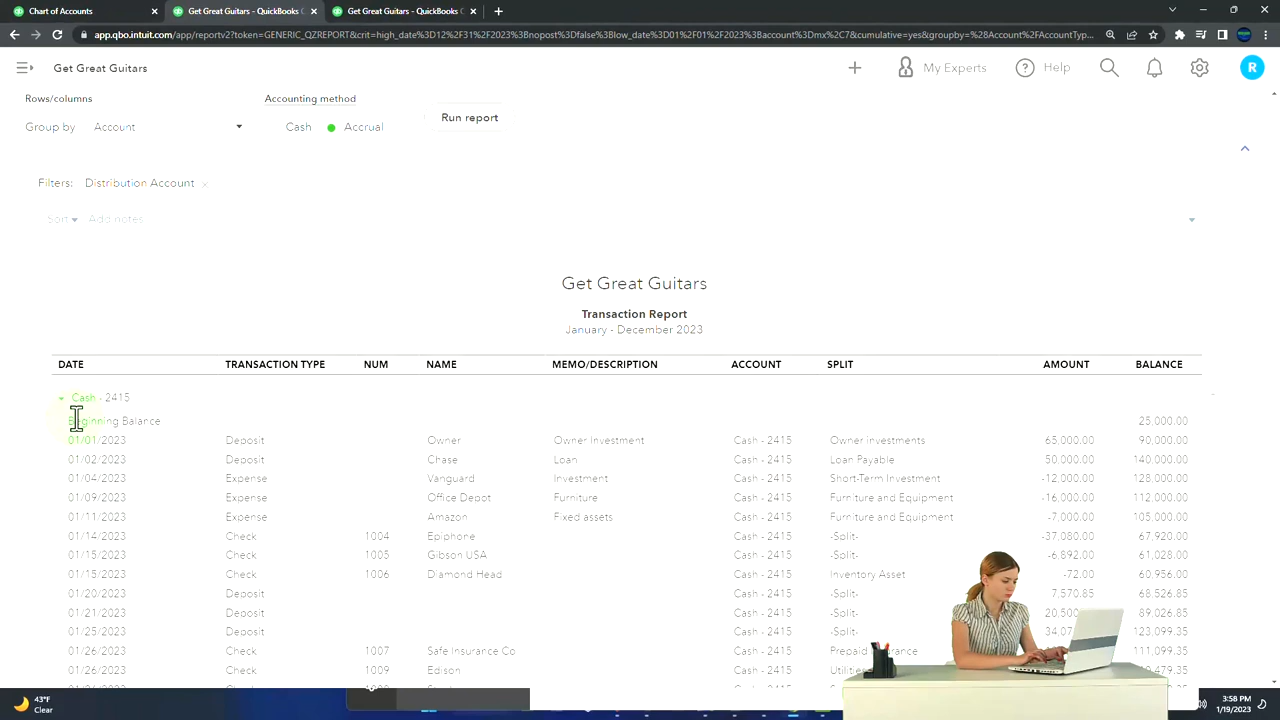 Chart of Accounts
Get Great Guitars - TransactionBooks
Get Great Guitars - QuickBooks C
app.qbo.intuit.com/app/reportv2?token=GENERIC_QZREPORT&crit=high_date%3D12%2F31%2F2023%3Dnopost%3Dfalse%3Dlow_date%3D01%2F01%2F2023%3Daccount%3Dmx%2C7&cumulative=yes&groupby=%28Account%2FAccountTyp...
Get Great Guitars
My Experts
Help
R
Rows/columns
Accounting method
Group by Account
Cash Accrual
Run report
Filters: Distribution Account ×
Sort Add notes
Get Great Guitars
Transaction Report
January - December 2023
DATE TRANSACTION TYPE NUM NAME MEMO/DESCRIPTION ACCOUNT SPLIT AMOUNT BALANCE
Cash - 2415
Beginning Balance 25,000.00
01/01/2023 Deposit Owner Owner Investment Cash - 2415 Owner investments 65,000.00 90,000.00
01/02/2023 Deposit Chase Loan Cash - 2415 Loan Payable 50,000.00 140,000.00
01/04/2023 Expense Vanguard Investment Cash - 2415 Short-Term Investment -12,000.00 128,000.00
01/09/2023 Expense Office Depot Furniture Cash - 2415 Furniture and Equipment -16,000.00 112,000.00
01/11/2023 Expense Amazon Fixed assets Cash - 2415 Furniture and Equipment -7,000.00 105,000.00
01/14/2023 Check 1004 Epiphone Cash - 2415 -Split- -37,080.00 67,920.00
01/15/2023 Check 1005 Gibson USA Cash - 2415 -Split- -6,892.00 61,028.00
01/15/2023 Check 1006 Diamond Head Cash - 2415 Inventory Asset -72.00 60,956.00
01/20/2023 Deposit Cash - 2415 -Split- 7,570.85 68,526.85
01/21/2023 Deposit Cash - 2415 -Split- 20,500 89,026.85
01/25/2023 Deposit Cash - 2415 -Split- 34,07 123,099.35
01/26/2023 Check 1007 Safe Insurance Co Cash - 2415 Prepaid 111,099.35
01/26/2023 Check 1009 Edison Cash - 2415 Utilities 479.35
43°F
Clear
3:58 PM
1/19/2023